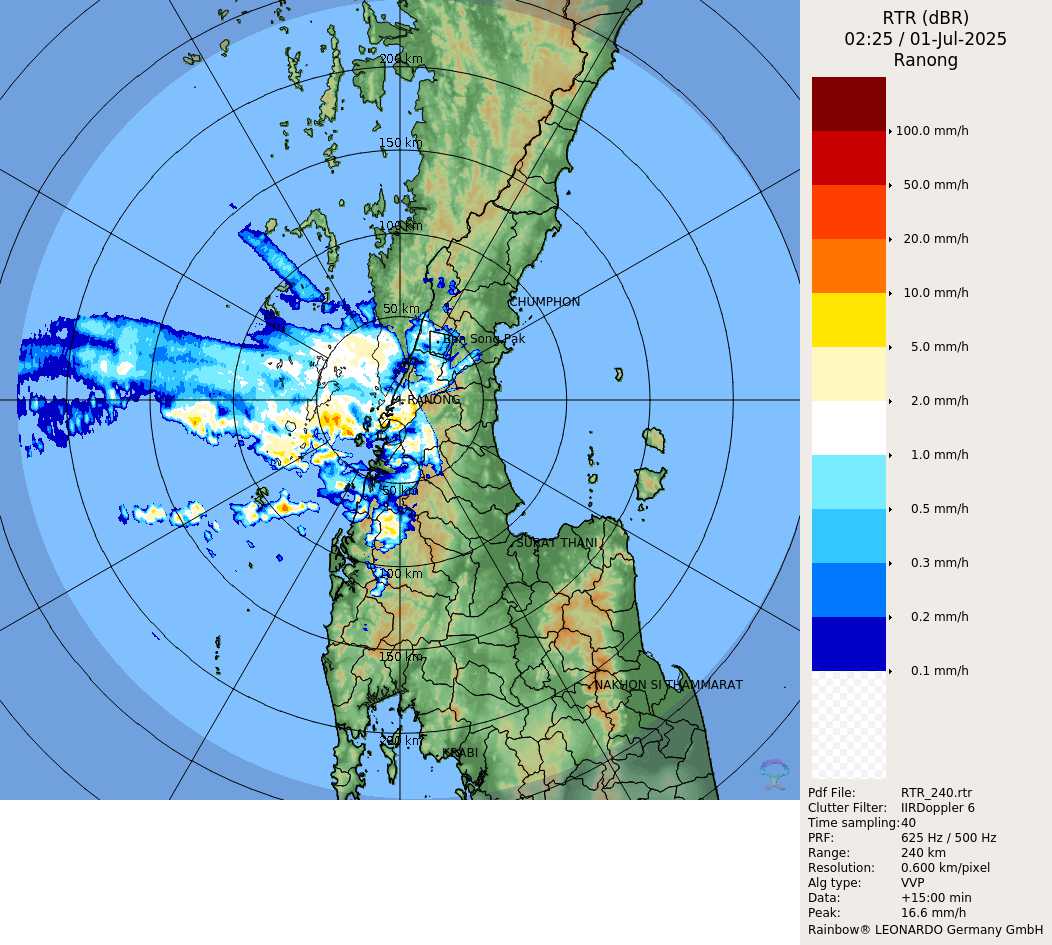 200 km
150 km
100 km
50 km
CHUMPHON
Ban Song Pak
RANONG
50 km
SURAT THANI
100 km
150 km
NAKHON SI THAMMARAT
200 km
KRABI
RTR (dBR)
02:25 / 01-Jul-2025
Ranong
100.0 mm/h
50.0 mm/h
20.0 mm/h
10.0 mm/h
5.0 mm/h
2.0 mm/h
1.0 mm/h
0.5 mm/h
0.3 mm/h
0.2 mm/h
0.1 mm/h
Pdf File: RTR_240.rtr
Clutter Filter: IIRDoppler 6
Time sampling:40
PRF: 625 Hz / 500 Hz
Range: 240 km
Resolution: 0.600 km/pixel
Alg type: VVP
Data: +15:00 min
Peak: 16.6 mm/h
Rainbow® LEONARDO Germany GmbH